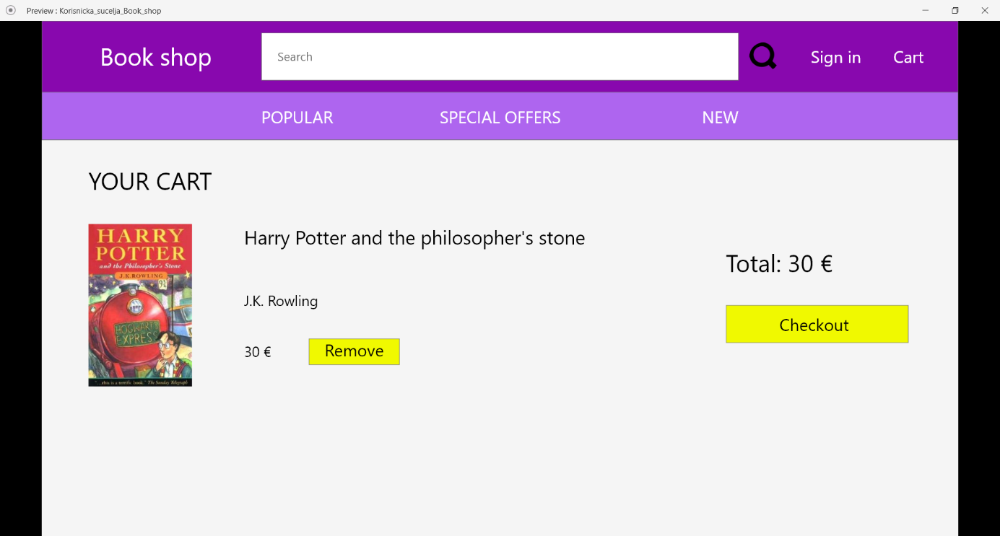 Preview : Korisnicka_sucelja_Book_shop
Book shop
Search
Sign in
Cart
POPULAR
SPECIAL OFFERS
NEW
YOUR CART
HARRY
POTTER
and the Philosopher's Stone
J.K.ROWLING
HOGWARTS
EXPRESS
"...this is a terrific book." The Sunday Telegraph
Harry Potter and the philosopher's stone
J.K. Rowling
30 €
Remove
Total: 30 €
Checkout